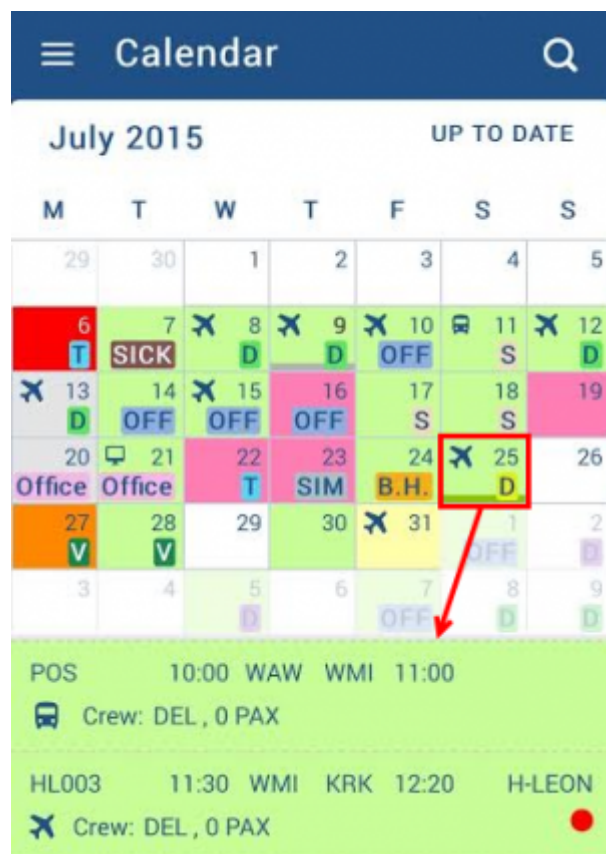 Calendar
July 2015 UP TO DATE
M T W T F S S
29 30 1 2 3 4 5
6 7 8 9 10 11 12
T SICK D D OFF S D
13 14 15 16 17 18 19
D OFF OFF OFF S S
20 21 22 23 24 25 26
Office Office T SIM B.H. D
27 28 29 30 31 1 2
V V OFF D
3 4 5 6 7 8 9
D OFF D D
POS 10:00 WAW WMI 11:00
Crew: DEL , 0 PAX
HL003 11:30 WMI KRK 12:20 H-LEON
Crew: DEL , 0 PAX